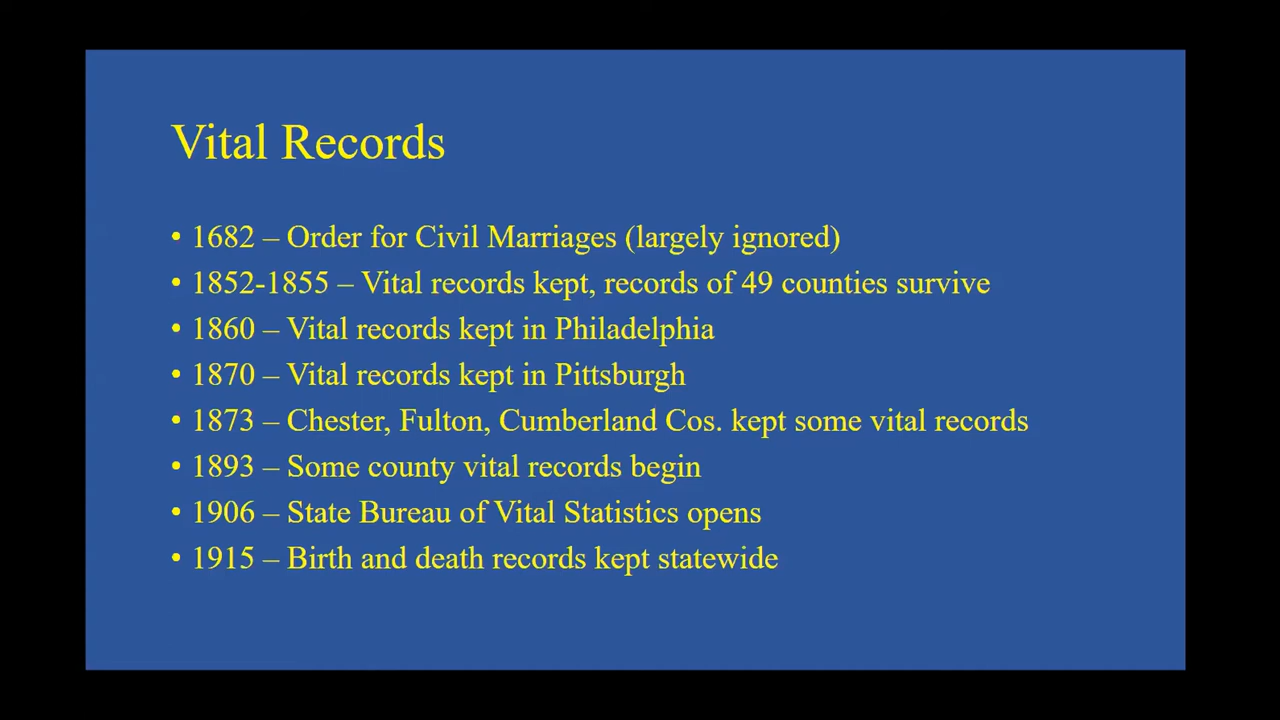 Vital Records
• 1682 – Order for Civil Marriages (largely ignored)
• 1852-1855 – Vital records kept, records of 49 counties survive
• 1860 – Vital records kept in Philadelphia
• 1870 – Vital records kept in Pittsburgh
• 1873 – Chester, Fulton, Cumberland Cos. kept some vital records
• 1893 – Some county vital records begin
• 1906 – State Bureau of Vital Statistics opens
• 1915 – Birth and death records kept statewide